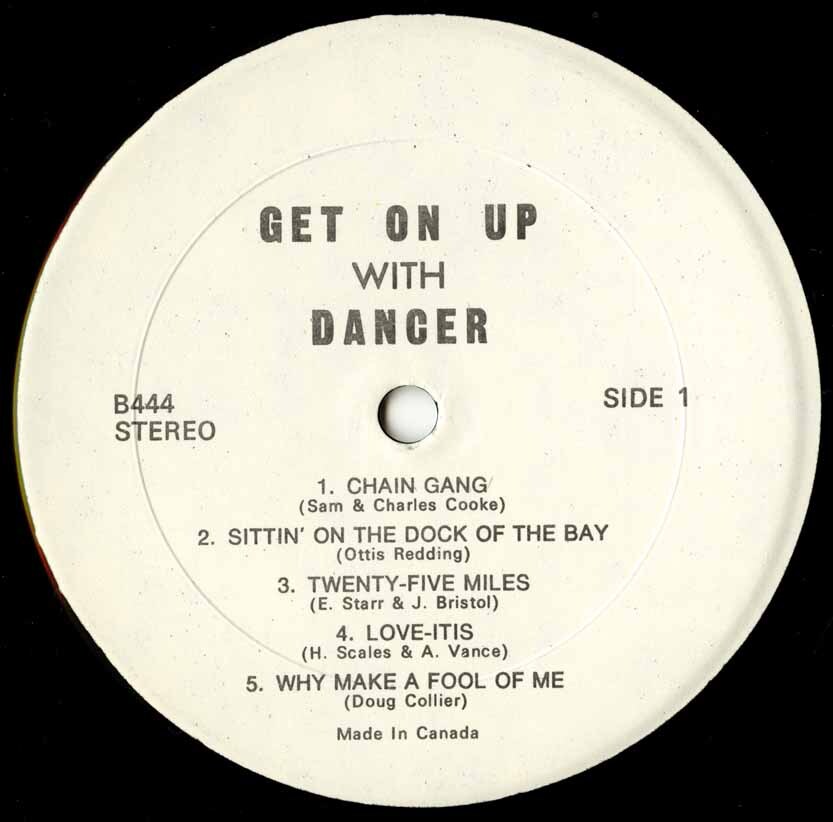 GET ON UP
WITH
DANCER
B444
STEREO
SIDE 1
1. CHAIN GANG
(Sam & Charles Cooke)
2. SITTIN' ON THE DOCK OF THE BAY
(Ottis Redding)
3. TWENTY-FIVE MILES
(E. Starr & J. Bristol)
4. LOVE-ITIS
(H. Scales & A. Vance)
5. WHY MAKE A FOOL OF ME
(Doug Collier)
Made In Canada